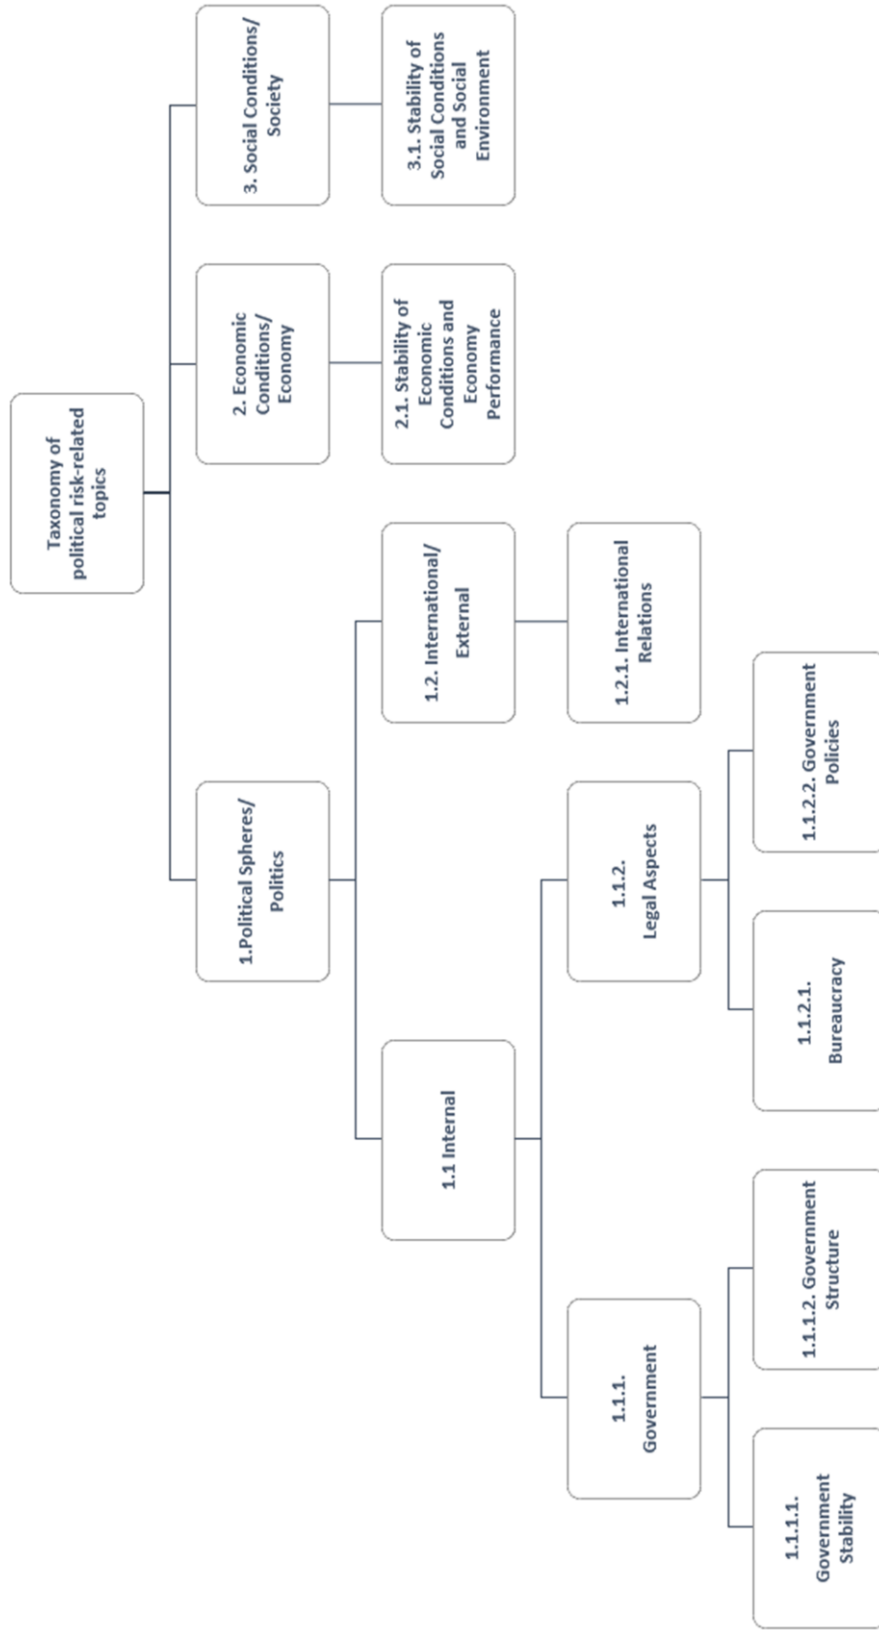 Taxonomy of
political risk-related
topics
1.Political Spheres/
Politics
2. Economic
Conditions/
Economy
3. Social Conditions/
Society
1.1 Internal
1.2. International/
External
2.1. Stability of
Economic
Conditions and
Economy
Performance
3.1. Stability of
Social Conditions
and Social
Environment
1.1.1.
Government
1.1.2.
Legal Aspects
1.2.1. International
Relations
1.1.1.1.
Government
Stability
1.1.1.2. Government
Structure
1.1.2.1.
Bureaucracy
1.1.2.2. Government
Policies